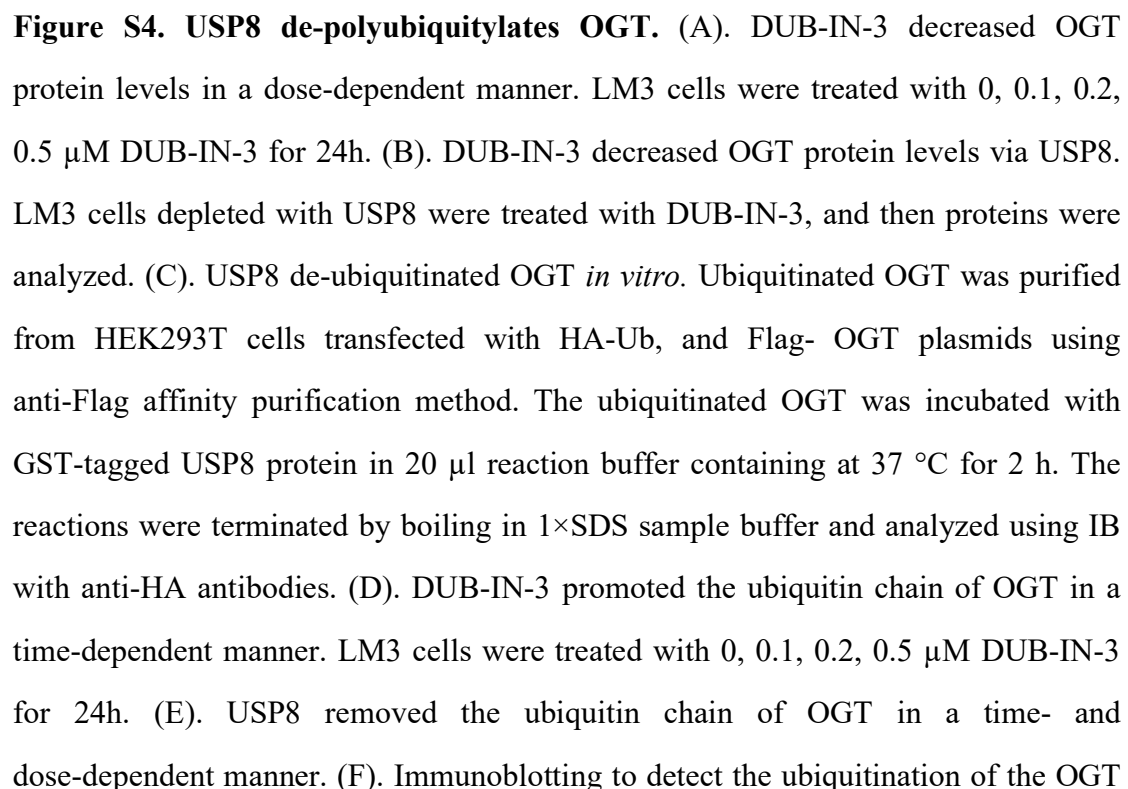 Figure S4. USP8 de-polyubiquitylates OGT. (A). DUB-IN-3 decreased OGT
protein levels in a dose-dependent manner. LM3 cells were treated with 0, 0.1, 0.2,
0.5 µM DUB-IN-3 for 24h. (B). DUB-IN-3 decreased OGT protein levels via USP8.
LM3 cells depleted with USP8 were treated with DUB-IN-3, and then proteins were
analyzed. (C). USP8 de-ubiquitinated OGT in vitro. Ubiquitinated OGT was purified
from HEK293T cells transfected with HA-Ub, and Flag- OGT plasmids using
anti-Flag affinity purification method. The ubiquitinated OGT was incubated with
GST-tagged USP8 protein in 20 µl reaction buffer containing at 37 °C for 2 h. The
reactions were terminated by boiling in 1×SDS sample buffer and analyzed using IB
with anti-HA antibodies. (D). DUB-IN-3 promoted the ubiquitin chain of OGT in a
time-dependent manner. LM3 cells were treated with 0, 0.1, 0.2, 0.5 µM DUB-IN-3
for 24h. (E). USP8 removed the ubiquitin chain of OGT in a time- and
dose-dependent manner. (F). Immunoblotting to detect the ubiquitination of the OGT